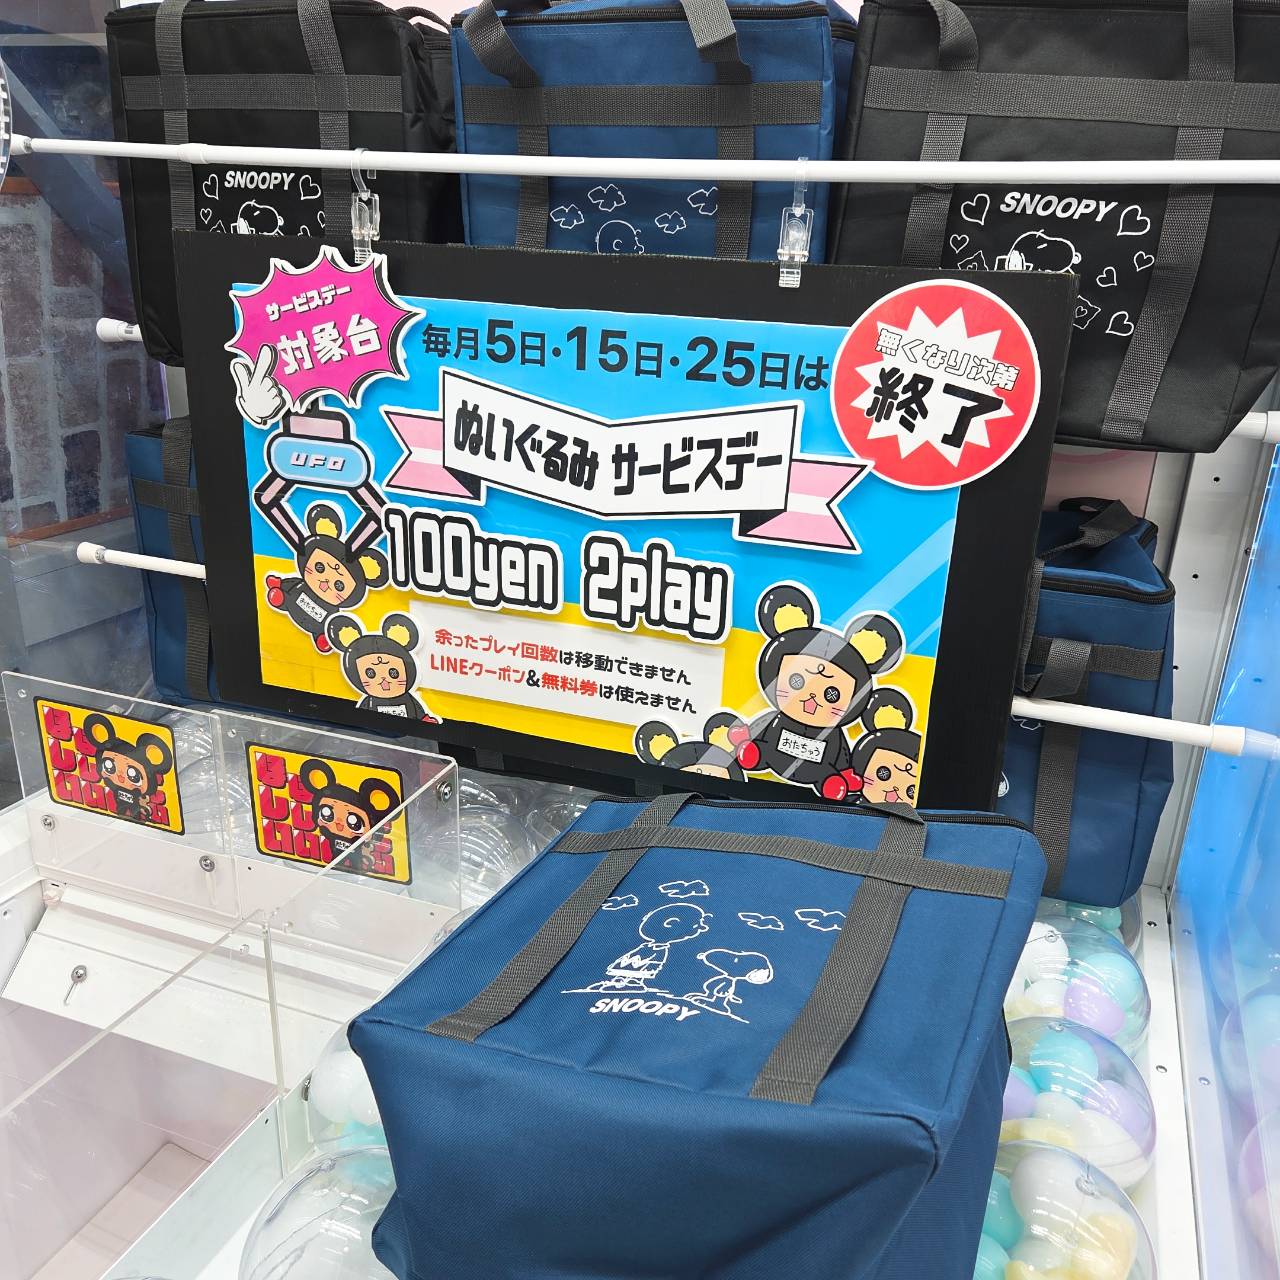 SNOOPY
SNOOPY
サービスデー
対象台
毎月5日・15日・25日は
無くなり次第
終了
ぬいぐるみ サービスデー
UFO
100yen 2play
余ったプレイ回数は移動できません
LINEクーポン&無料券は使えません
おたちゃう
おたちゃう
SNOOPY